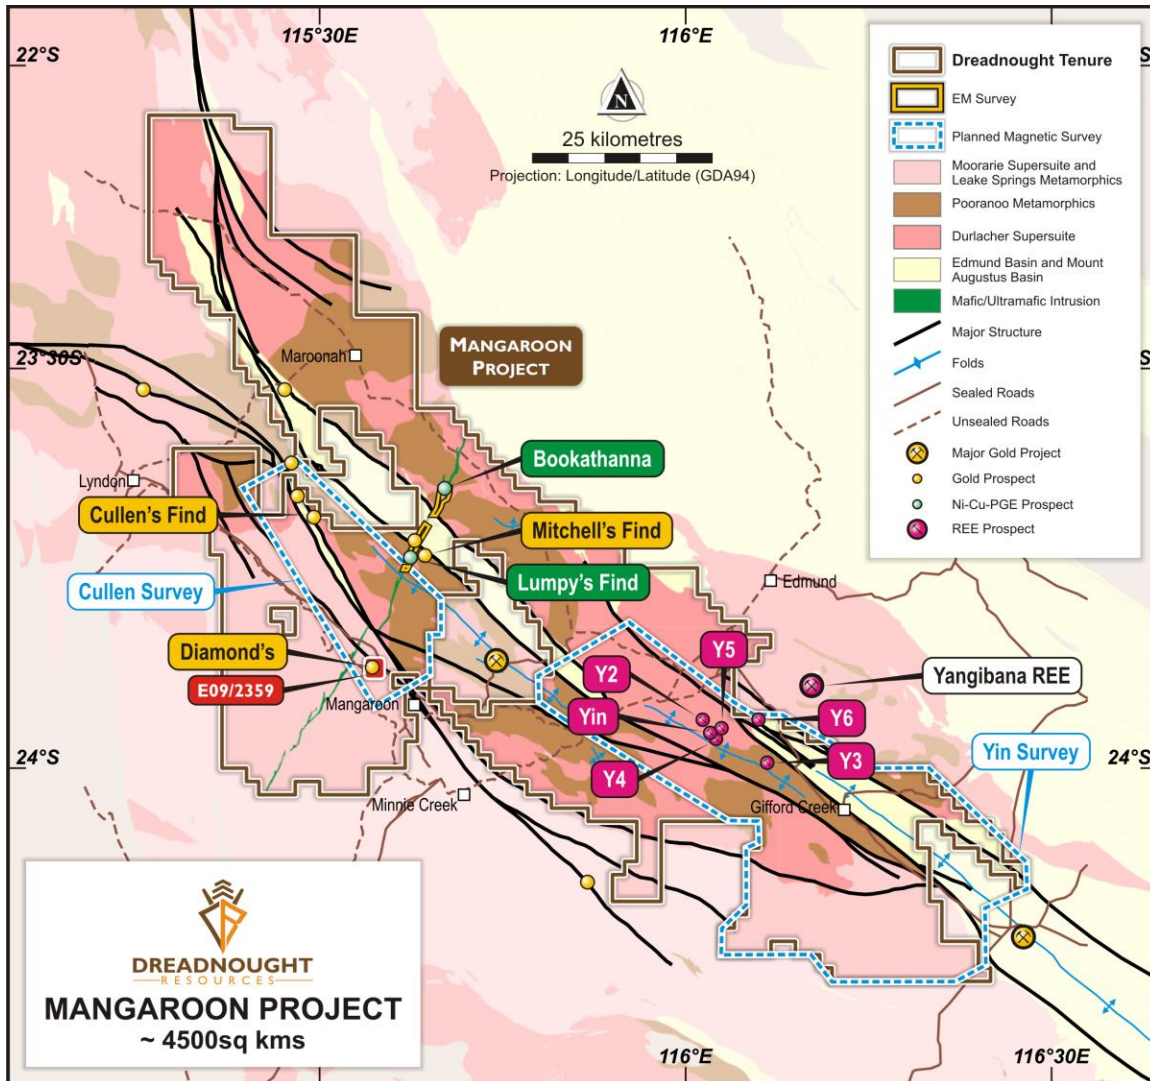 115°30E
116°E
22°S
S
N
25 kilometres
Projection: Longitude/Latitude (GDA94)
Dreadnought Tenure
EM Survey
Planned Magnetic Survey
Moorarie Supersuite and
Leake Springs Metamorphics
Pooranoo Metamorphics
Durlacher Supersuite
Edmund Basin and Mount
Augustus Basin
Mafic/Ultramafic Intrusion
Major Structure
Folds
Sealed Roads
Unsealed Roads
Major Gold Project
Gold Prospect
Ni-Cu-PGE Prospect
REE Prospect
23°30S
S
Maroonah
MANGAROON
PROJECT
Lyndon
Bookathanna
Cullen's Find
Mitchell's Find
Cullen Survey
Lumpy's Find
Edmund
Diamond's
E09/2359
Mangaroon
Y5
Y2
Yangibana REE
Yin
Y6
Y4
Y3
Yin Survey
24°S
24°S
Minnie Creek
Gifford Creek
DREADNOUGHT
RESOURCES
MANGAROON PROJECT
~ 4500sq kms
116°E
116°30E